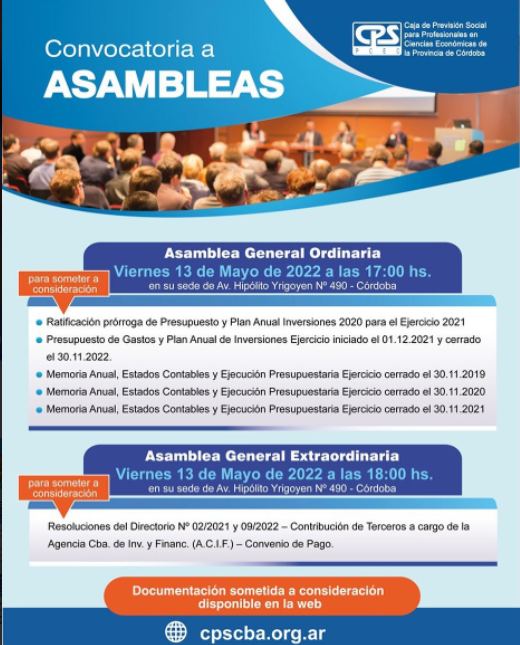 Convocatoria a
ASAMBLEAS
CPS
P C E S
Caja de Previsión Social
para Profesionales en
Ciencias Económicas de
la Provincia de Córdoba
Asamblea General Ordinaria
Viernes 13 de Mayo de 2022 a las 17:00 hs.
en su sede de Av. Hipólito Yrigoyen Nº 490 - Córdoba
para someter a
consideración
Ratificación prórroga de Presupuesto y Plan Anual Inversiones 2020 para el Ejercicio 2021
Presupuesto de Gastos y Plan Anual de Inversiones Ejercicio iniciado el 01.12.2021 y cerrado
el 30.11.2022.
Memoria Anual, Estados Contables y Ejecución Presupuestaria Ejercicio cerrado el 30.11.2019
Memoria Anual, Estados Contables y Ejecución Presupuestaria Ejercicio cerrado el 30.11.2020
Memoria Anual, Estados Contables y Ejecución Presupuestaria Ejercicio cerrado el 30.11.2021
Asamblea General Extraordinaria
Viernes 13 de Mayo de 2022 a las 18:00 hs.
en su sede de Av. Hipólito Yrigoyen Nº 490 - Córdoba
para someter a
consideración
Resoluciones del Directorio Nº 02/2021 y 09/2022 – Contribución de Terceros a cargo de la
Agencia Cba. de Inv. y Financ. (A.C.I.F.) – Convenio de Pago.
Documentación sometida a consideración
disponible en la web
cpscba.org.ar